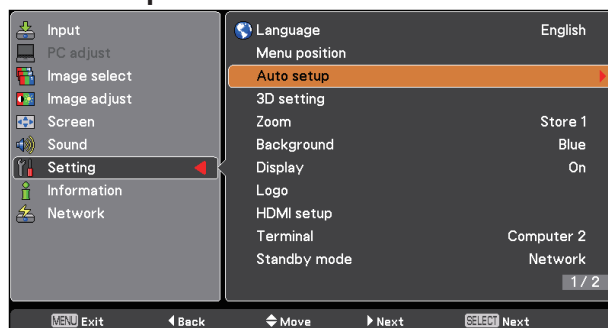 Input
PC adjust
Image select
Image adjust
Screen
Sound
Setting
Information
Network
Language English
Menu position
Auto setup
3D setting
Zoom Store 1
Background Blue
Display On
Logo
HDMI setup
Terminal Computer 2
Standby mode Network
1 / 2
MENU Exit Back Move Next SELECT Next